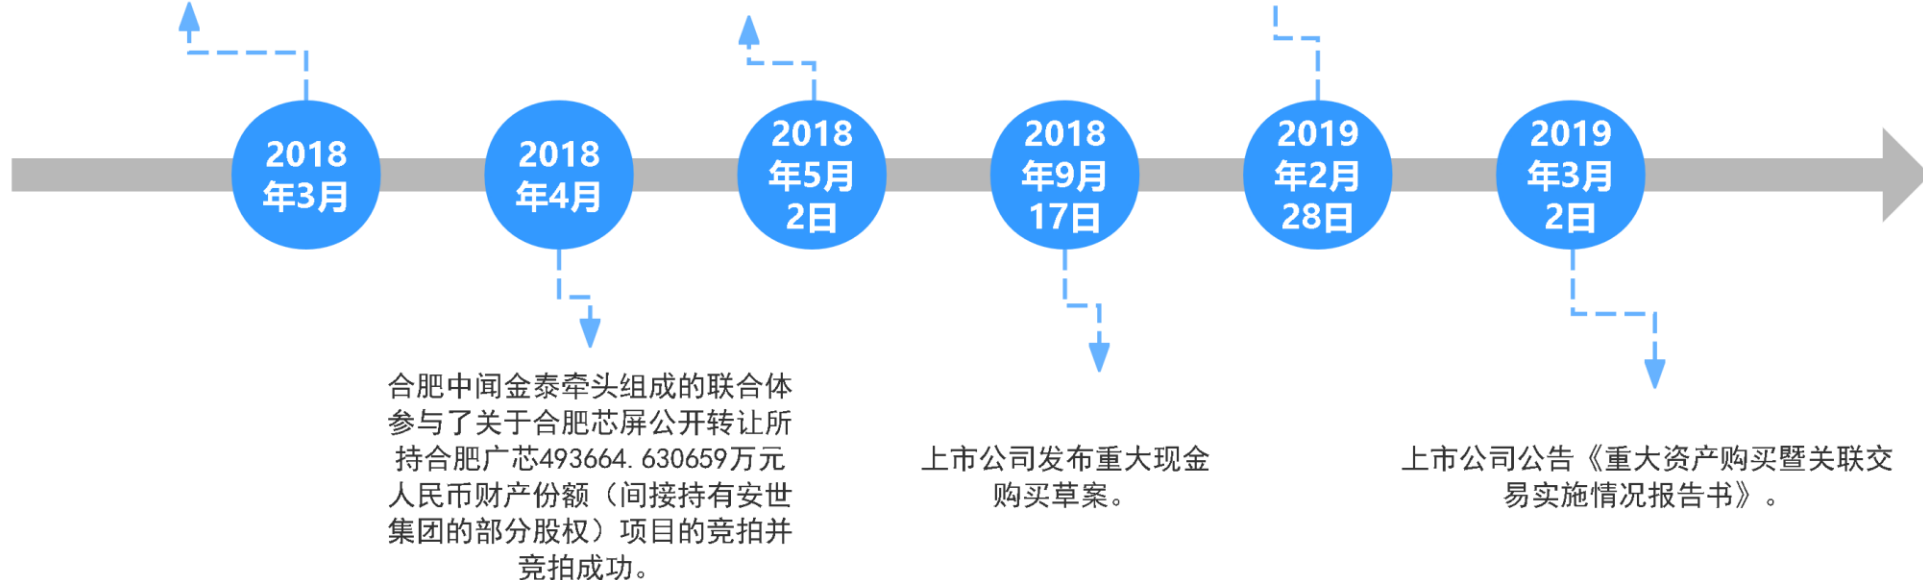 2018
年3月
2018
年4月
2018
年5月
2日
2018
年9月
17日
2019
年2月
28日
2019
年3月
2日
合肥中闻金泰牵头组成的联合体
参与了关于合肥芯屏公开转让所
持合肥广芯493664.630659万元
人民币财产份额（间接持有安世
集团的部分股权）项目的竞拍并
竞拍成功。
上市公司发布重大现金
购买草案。
上市公司公告《重大资产购买暨关联交
易实施情况报告书》。